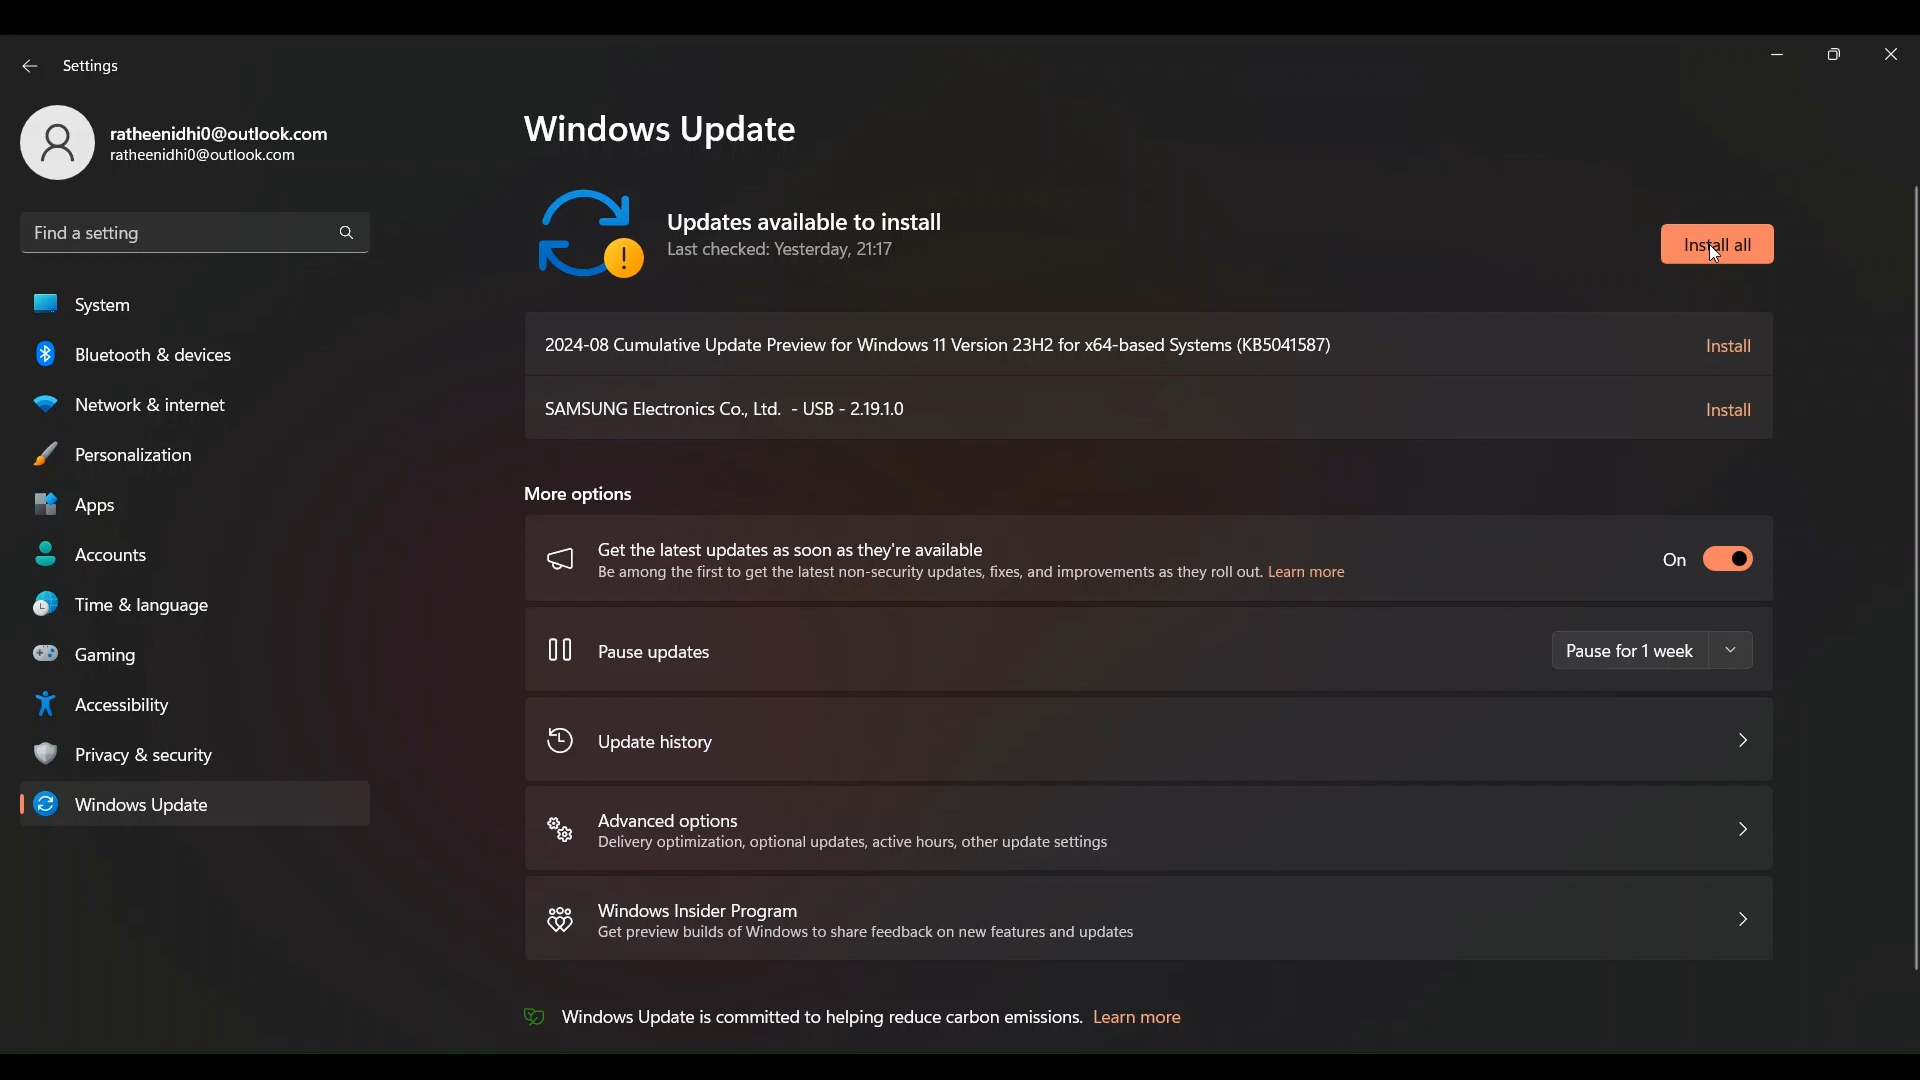 Settings
ratheenidhi0@outlook.com
ratheenidhi0@outlook.com
Find a setting
System
Bluetooth & devices
Network & internet
Personalization
Apps
Accounts
Time & language
Gaming
Accessibility
Privacy & security
Windows Update
Windows Update
Updates available to install
Last checked: Yesterday, 21:17
Install all
2024-08 Cumulative Update Preview for Windows 11 Version 23H2 for x64-based Systems (KB5041587)
Install
SAMSUNG Electronics Co., Ltd. - USB - 2.19.1.0
Install
More options
Get the latest updates as soon as they're available
Be among the first to get the latest non-security updates, fixes, and improvements as they roll out. Learn more
On
Pause updates
Pause for 1 week
Update history
Advanced options
Delivery optimization, optional updates, active hours, other update settings
Windows Insider Program
Get preview builds of Windows to share feedback on new features and updates
Windows Update is committed to helping reduce carbon emissions. Learn more